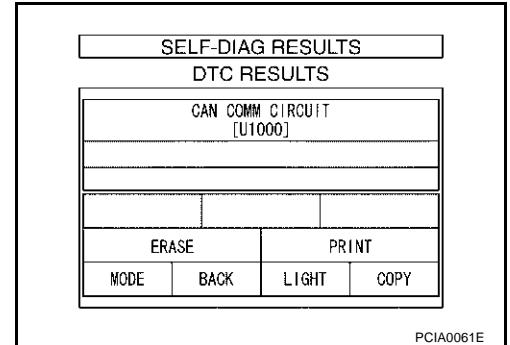 SELF-DIAG RESULTS
DTC RESULTS
CAN COMM CIRCUIT
[U1000]
ERASE PRINT
MODE BACK LIGHT COPY
PCIA0061E